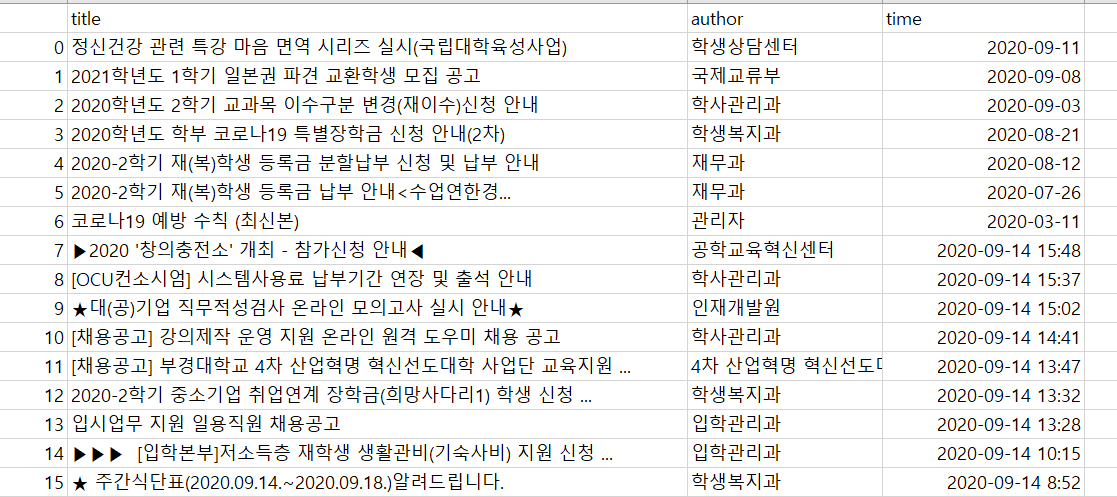 title author time
0 정신건강 관련 특강 마음 면역 시리즈 실시(국립대학육성사업) 학생상담센터 2020-09-11
1 2021학년도 1학기 일본권 파견 교환학생 모집 공고 국제교류부 2020-09-08
2 2020학년도 2학기 교과목 이수구분 변경(재이수)신청 안내 학사관리과 2020-09-03
3 2020학년도 학부 코로나19 특별장학금 신청 안내(2차) 학생복지과 2020-08-21
4 2020-2학기 재(복)학생 등록금 분할납부 신청 및 납부 안내 재무과 2020-08-12
5 2020-2학기 재(복)학생 등록금 납부 안내<수업연한경... 재무과 2020-07-26
6 코로나19 예방 수칙 (최신본) 관리자 2020-03-11
7 ▶2020 '창의충전소' 개최 - 참가신청 안내◀ 공학교육혁신센터 2020-09-14 15:48
8 [OCU컨소시엄] 시스템사용료 납부기간 연장 및 출석 안내 학사관리과 2020-09-14 15:37
9 ★대(공)기업 직무적성검사 온라인 모의고사 실시 안내★ 인재개발원 2020-09-14 15:02
10 [채용공고] 강의제작 운영 지원 온라인 원격 도우미 채용 공고 학사관리과 2020-09-14 14:41
11 [채용공고] 부경대학교 4차 산업혁명 혁신선도대학 사업단 교육지원 ... 4차 산업혁명 혁신선도 2020-09-14 13:47
12 2020-2학기 중소기업 취업연계 장학금(희망사다리1) 학생 신청 ... 학생복지과 2020-09-14 13:32
13 입시업무 지원 일용직원 채용공고 입학관리과 2020-09-14 13:28
14 ▶▶▶ [입학본부]저소득층 재학생 생활관비(기숙사비) 지원 신청 ... 입학관리과 2020-09-14 10:15
15 ★ 주간식단표(2020.09.14.~2020.09.18.)알려드립니다. 학생복지과 2020-09-14 8:52